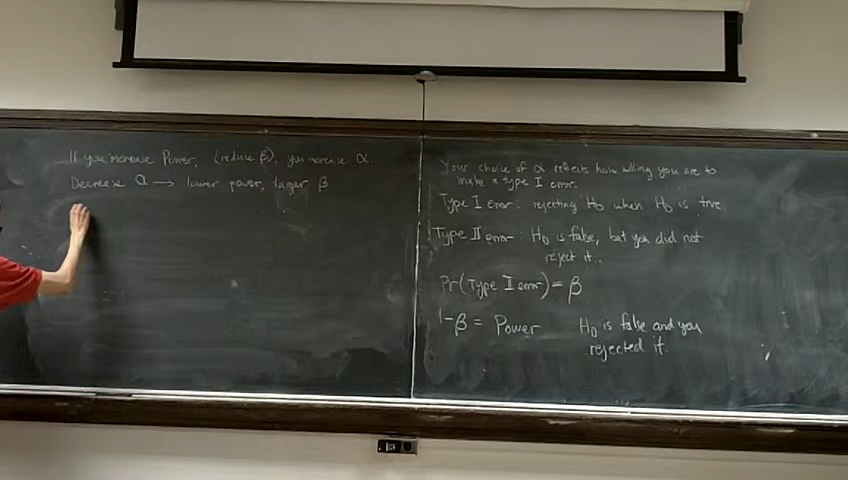 If you increase Power, (reduce β), you increase α
Decrease α → lower power, larger β
Your choice of α reflects how willing you are to
make a type I error.
Type I error: rejecting H0 when H0 is true
Type II error: H0 is false, but you did not
reject it.
Pr(Type II error) = β
1-β = Power
H0 is false and you
rejected it.